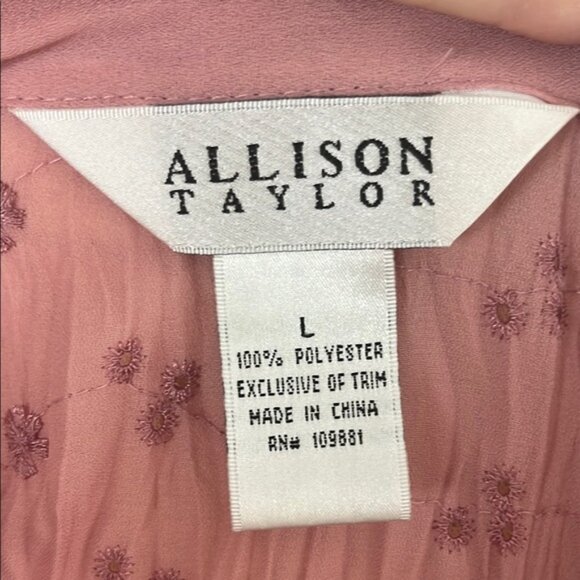 ALLISON
TAYLOR
L
100% POLYESTER
EXCLUSIVE OF TRIM
MADE IN CHINA
RN# 109881